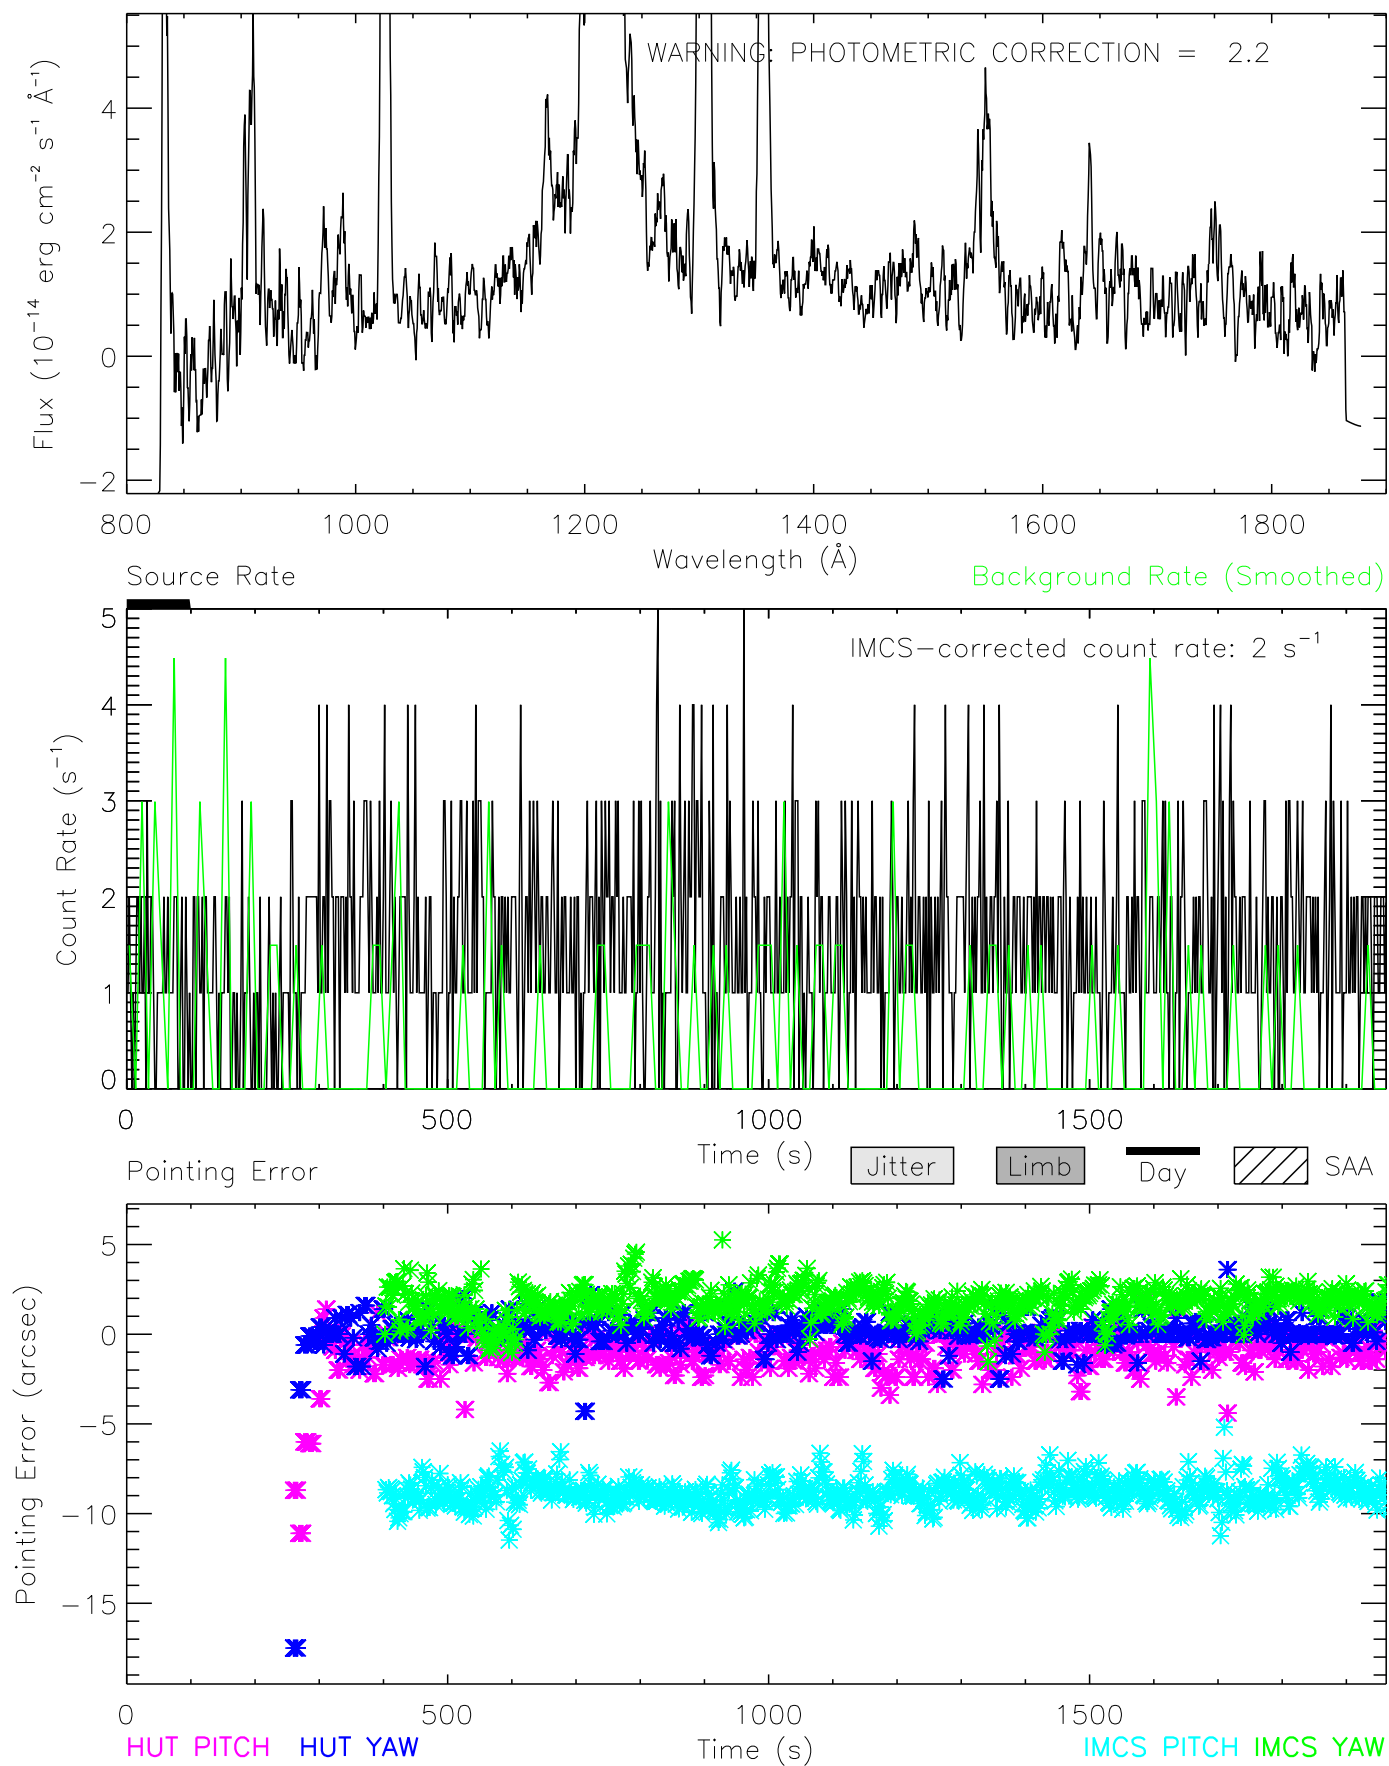 WARNING: PHOTOMETRIC CORRECTION = 2.2
Flux (10⁻¹⁴ erg cm⁻² s⁻¹ Å⁻¹)
4
2
0
−2
800 1000 1200 1400 1600 1800
Wavelength (Å)
Source Rate
Background Rate (Smoothed)
IMCS−corrected count rate: 2 s⁻¹
Count Rate (s⁻¹)
5
4
3
2
1
0
0 500 1000 1500
Time (s)
Jitter
Limb
Day
SAA
Pointing Error
Pointing Error (arcsec)
5
0
−5
−10
−15
0 500 1000 1500
Time (s)
HUT PITCH HUT YAW
IMCS PITCH IMCS YAW